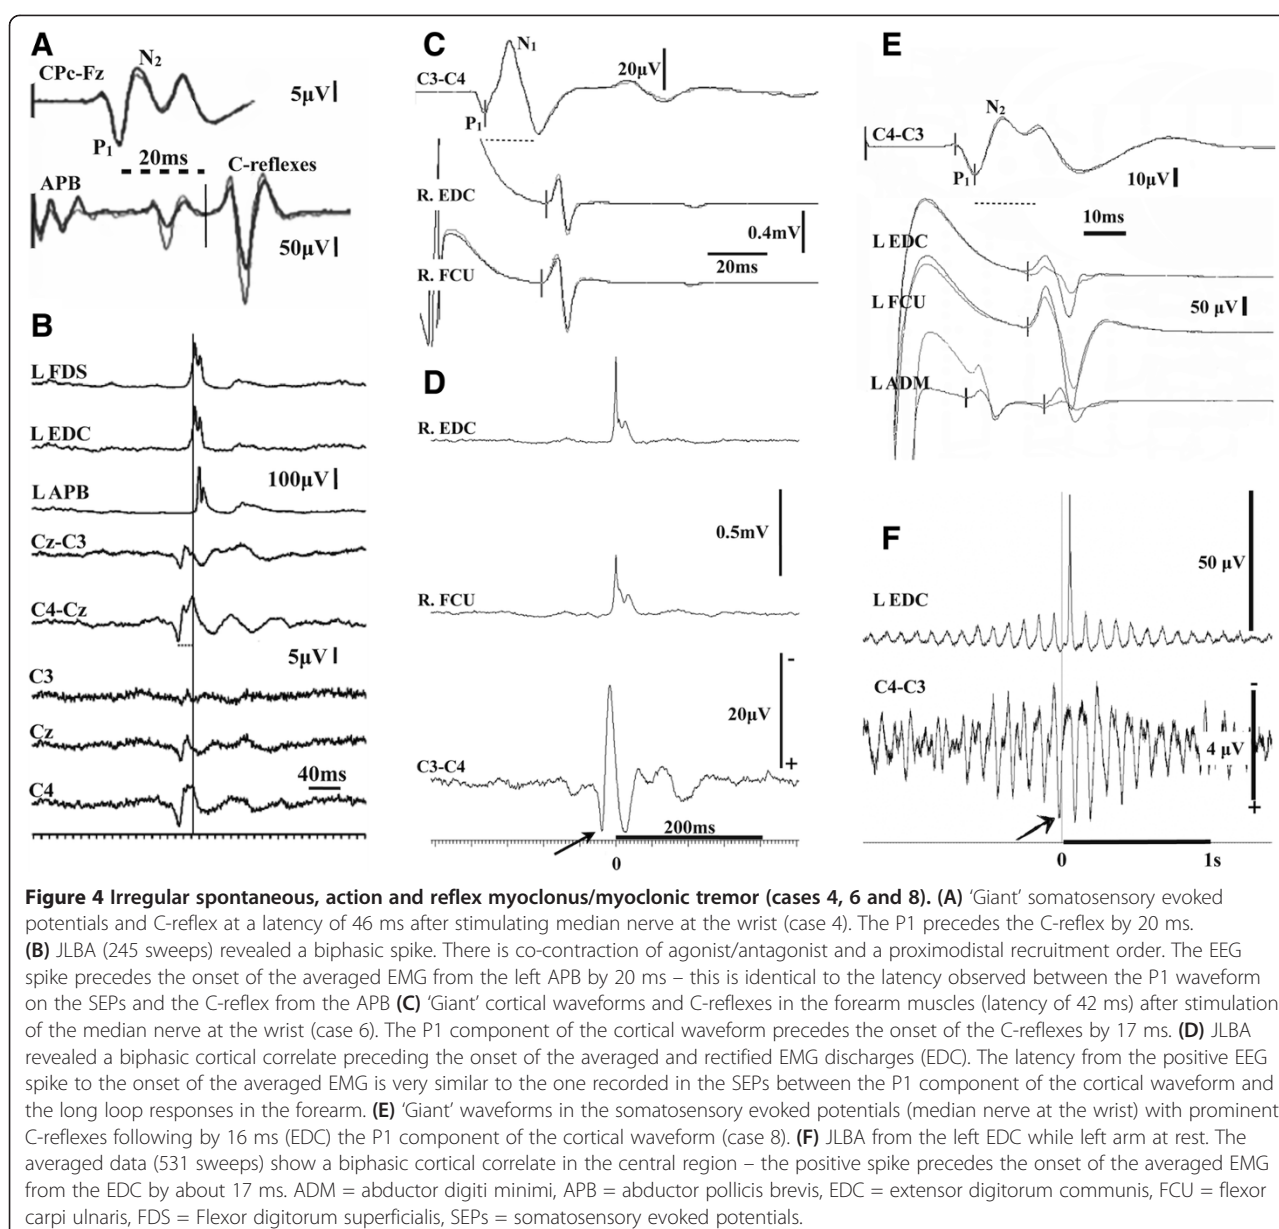 A
CPc-Fz
N2
5μV
P1
20ms
C-reflexes
APB
50μV
B
L FDS
L EDC
100μV
L APB
Cz-C3
C4-Cz
5μV
C3
Cz
40ms
C4
C
N1
C3-C4
20μV
P1
R. EDC
0.4mV
20ms
R. FCU
D
R. EDC
0.5mV
R. FCU
-
20μV
C3-C4
+
200ms
0
E
N2
C4-C3
P1
10μV
10ms
L EDC
L FCU
50 μV
L ADM
F
50 μV
L EDC
C4-C3
-
4 μV
+
0
1s
Figure 4 Irregular spontaneous, action and reflex myoclonus/myoclonic tremor (cases 4, 6 and 8). (A) ‘Giant’ somatosensory evoked
potentials and C-reflex at a latency of 46 ms after stimulating median nerve at the wrist (case 4). The P1 precedes the C-reflex by 20 ms.
(B) JLBA (245 sweeps) revealed a biphasic spike. There is co-contraction of agonist/antagonist and a proximodistal recruitment order. The EEG
spike precedes the onset of the averaged EMG from the left APB by 20 ms – this is identical to the latency observed between the P1 waveform
on the SEPs and the C-reflex from the APB (C) ‘Giant’ cortical waveforms and C-reflexes in the forearm muscles (latency of 42 ms) after stimulation
of the median nerve at the wrist (case 6). The P1 component of the cortical waveform precedes the onset of the C-reflexes by 17 ms. (D) JLBA
revealed a biphasic cortical correlate preceding the onset of the averaged and rectified EMG discharges (EDC). The latency from the positive EEG
spike to the onset of the averaged EMG is very similar to the one recorded in the SEPs between the P1 component of the cortical waveform and
the long loop responses in the forearm. (E) ‘Giant’ waveforms in the somatosensory evoked potentials (median nerve at the wrist) with prominent
C-reflexes following by 16 ms (EDC) the P1 component of the cortical waveform (case 8). (F) JLBA from the left EDC while left arm at rest. The
averaged data (531 sweeps) show a biphasic cortical correlate in the central region – the positive spike precedes the onset of the averaged EMG
from the EDC by about 17 ms. ADM = abductor digiti minimi, APB = abductor pollicis brevis, EDC = extensor digitorum communis, FCU = flexor
carpi ulnaris, FDS = Flexor digitorum superficialis, SEPs = somatosensory evoked potentials.